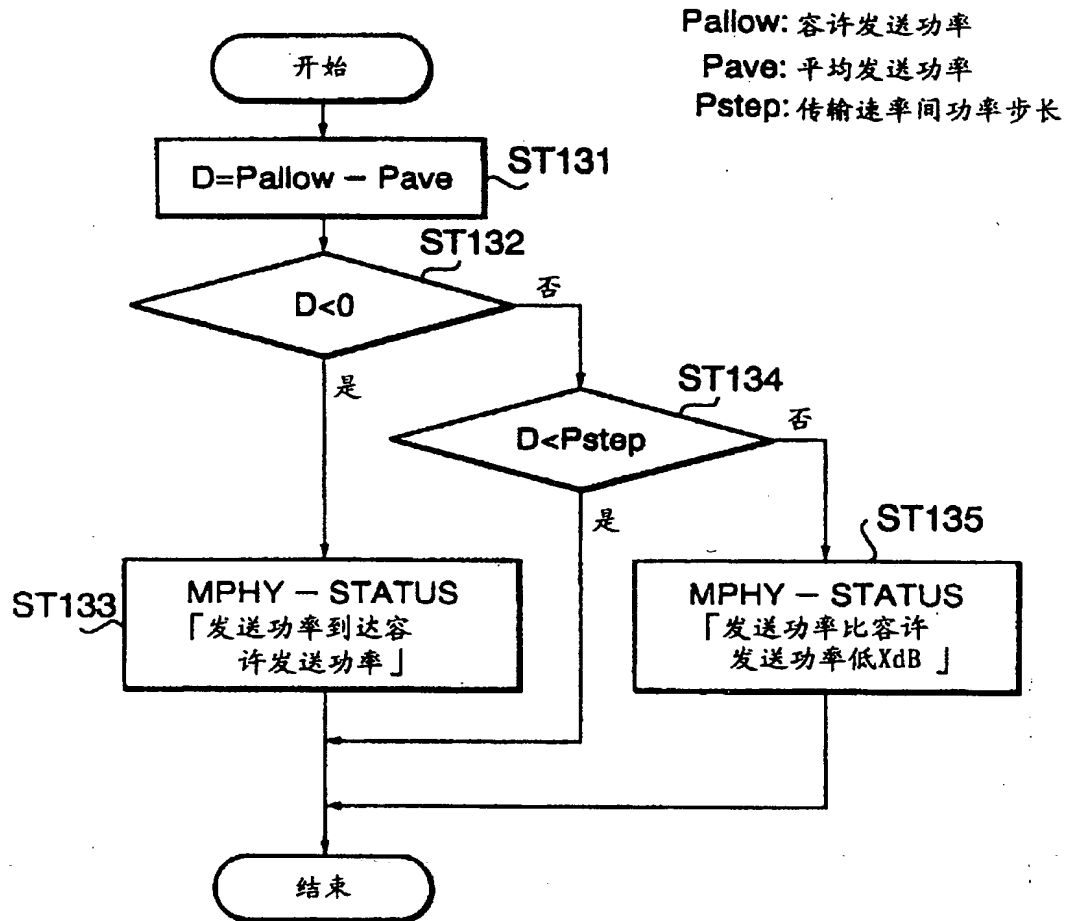 Pallow: 容许发送功率
Pave: 平均发送功率
Pstep: 传输速率间功率步长
开始
ST131
D=Pallow − Pave
ST132
D<0
否
是
ST134
D<Pstep
否
是
ST133
MPHY − STATUS
「发送功率到达容
许发送功率」
ST135
MPHY − STATUS
「发送功率比容许
发送功率低XdB」
结束